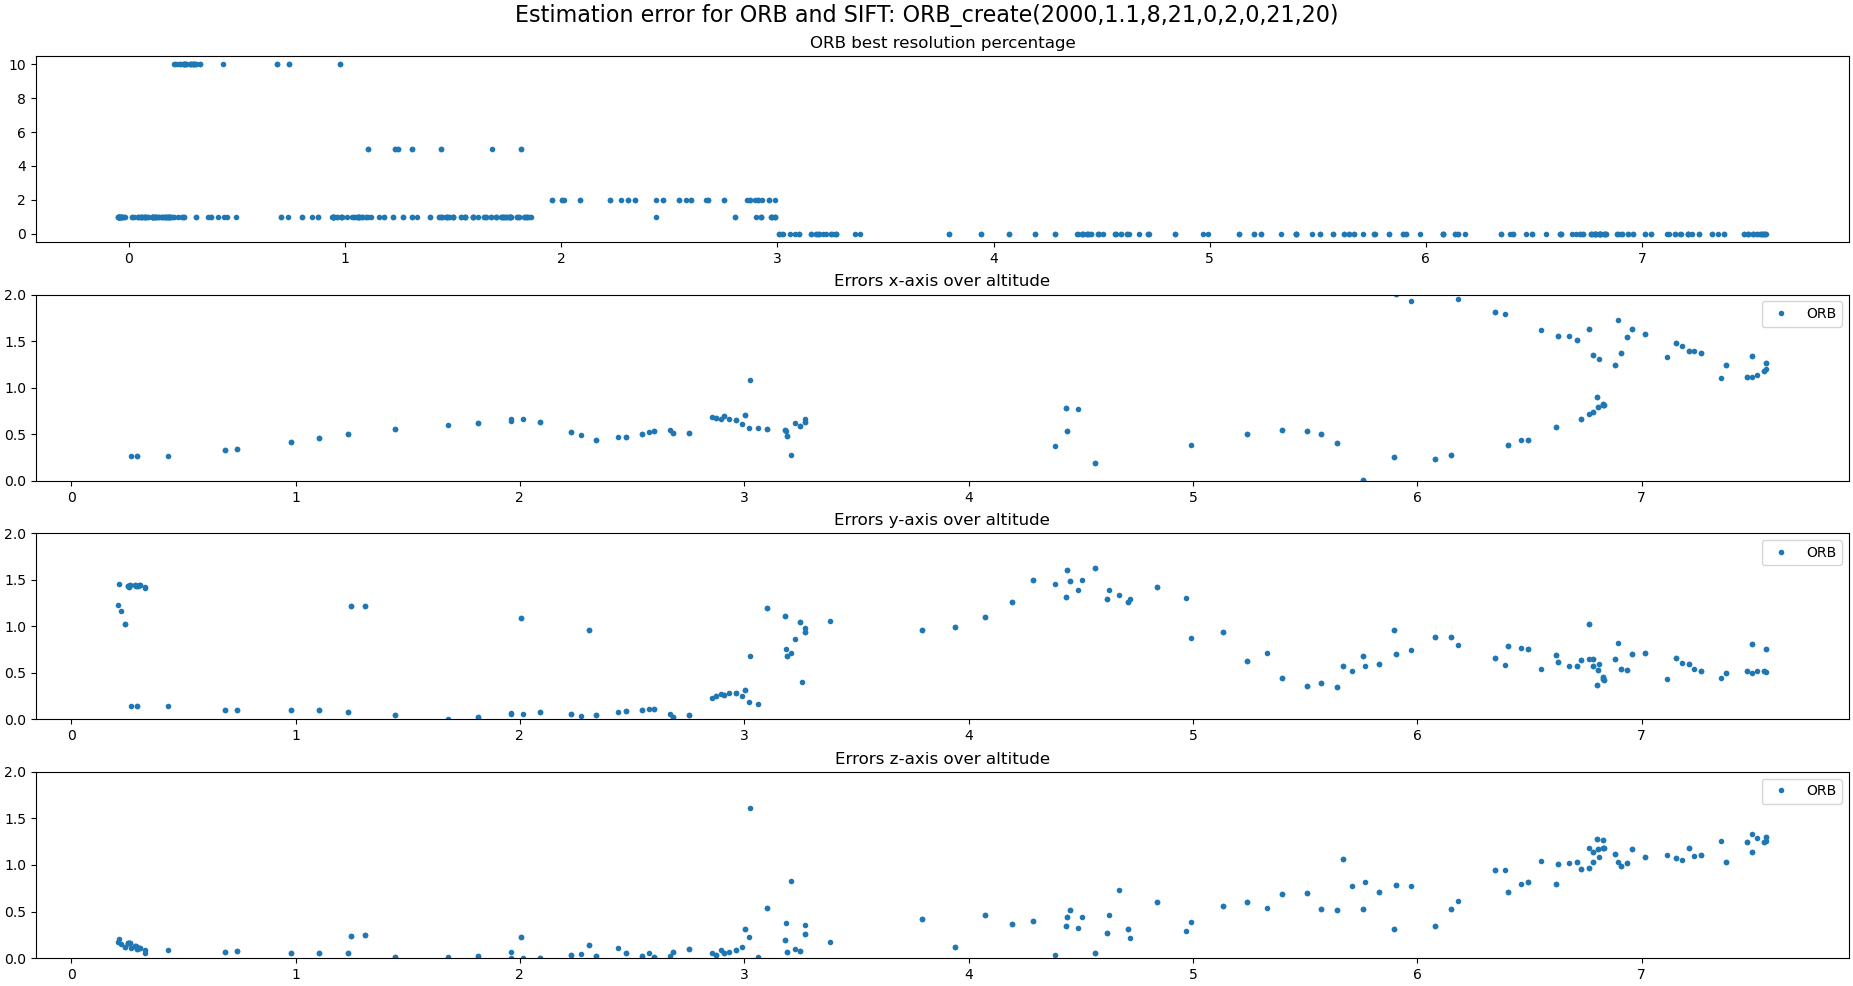 Estimation error for ORB and SIFT: ORB_create(2000,1.1,8,21,0,2,0,21,20)
ORB best resolution percentage
10
8
6
4
2
0
0 1 2 3 4 5 6 7
Errors x-axis over altitude
2.0
1.5
1.0
0.5
0.0
ORB
0 1 2 3 4 5 6 7
Errors y-axis over altitude
2.0
1.5
1.0
0.5
0.0
ORB
0 1 2 3 4 5 6 7
Errors z-axis over altitude
2.0
1.5
1.0
0.5
0.0
ORB
0 1 2 3 4 5 6 7